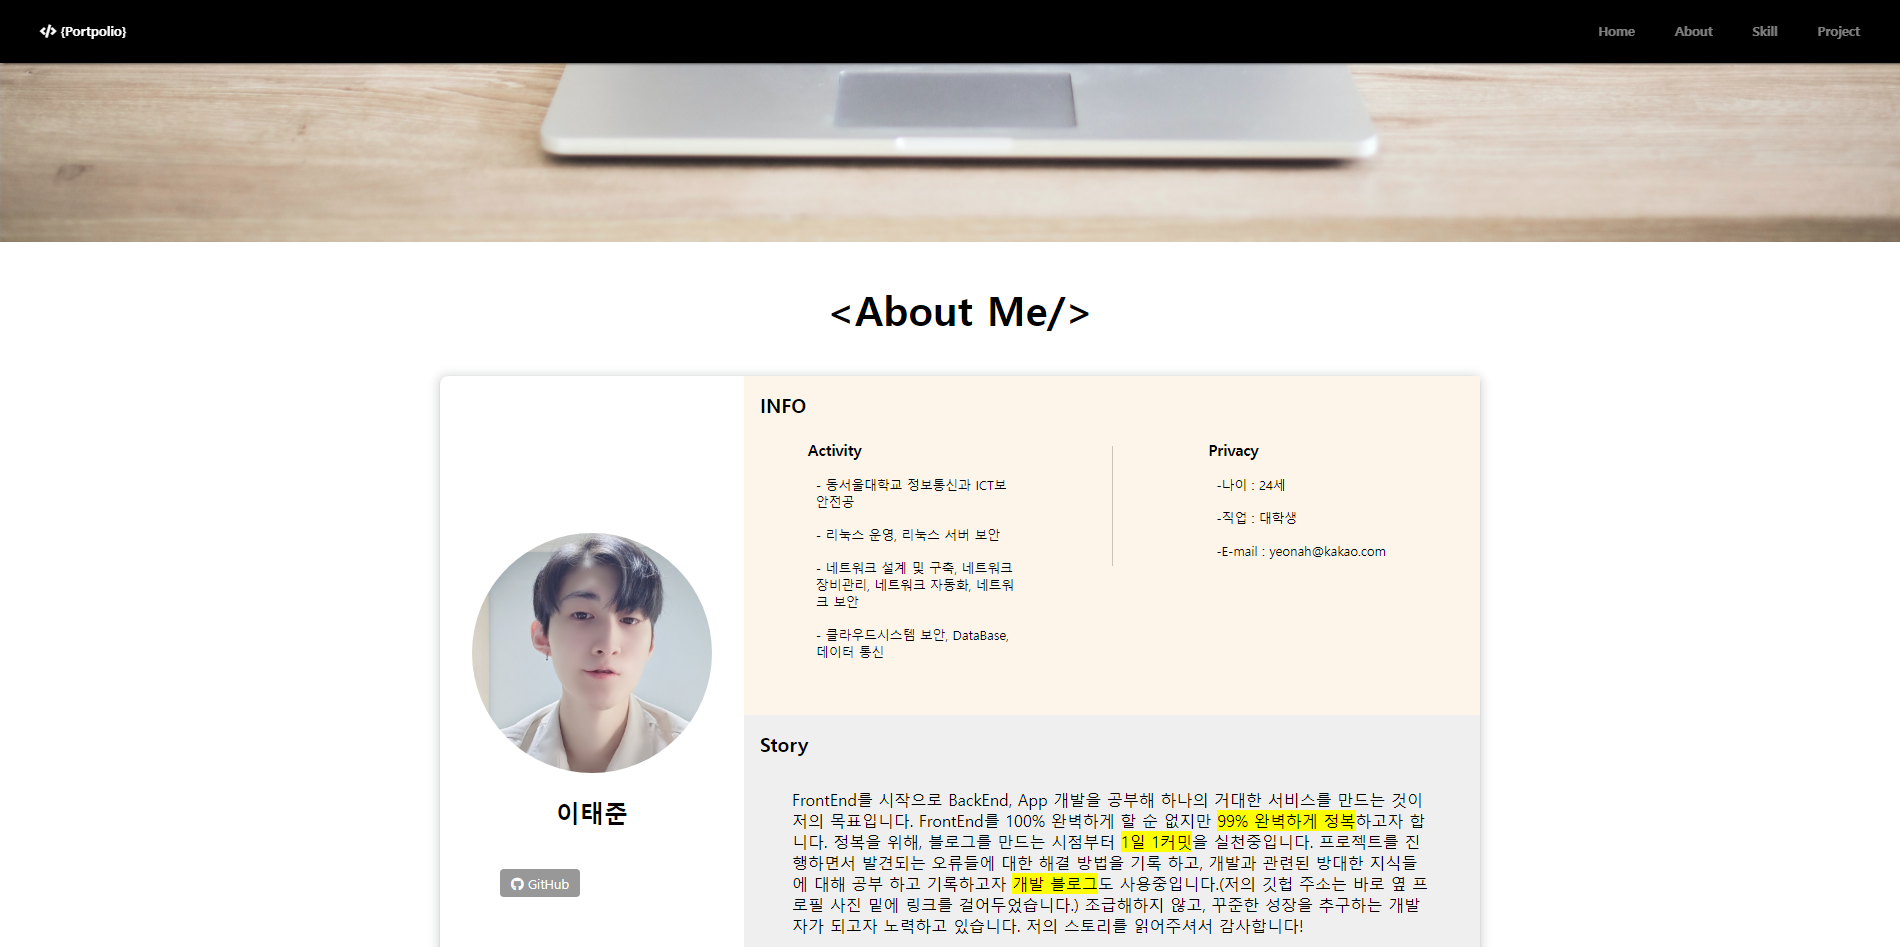 </> {Portpolio}
Home About Skill Project
<About Me/>
INFO
Activity
- 동서울대학교 정보통신과 ICT보
안전공
- 리눅스 운영, 리눅스 서버 보안
- 네트워크 설계 및 구축, 네트워크
장비관리, 네트워크 자동화, 네트워
크 보안
- 클라우드시스템 보안, DataBase,
데이터 통신
Privacy
-나이 : 24세
-직업 : 대학생
-E-mail : yeonah@kakao.com
이태준
GitHub
Story
FrontEnd를 시작으로 BackEnd, App 개발을 공부해 하나의 거대한 서비스를 만드는 것이
저의 목표입니다. FrontEnd를 100% 완벽하게 할 순 없지만 99% 완벽하게 정복하고자 합
니다. 정복을 위해, 블로그를 만드는 시점부터 1일 1커밋을 실천중입니다. 프로젝트를 진
행하면서 발견되는 오류들에 대한 해결 방법을 기록 하고, 개발과 관련된 방대한 지식들
에 대해 공부 하고 기록하고자 개발 블로그도 사용중입니다.(저의 깃헙 주소는 바로 옆 프
로필 사진 밑에 링크를 걸어두었습니다.) 조급해하지 않고, 꾸준한 성장을 추구하는 개발
자가 되고자 노력하고 있습니다. 저의 스토리를 읽어주셔서 감사합니다!